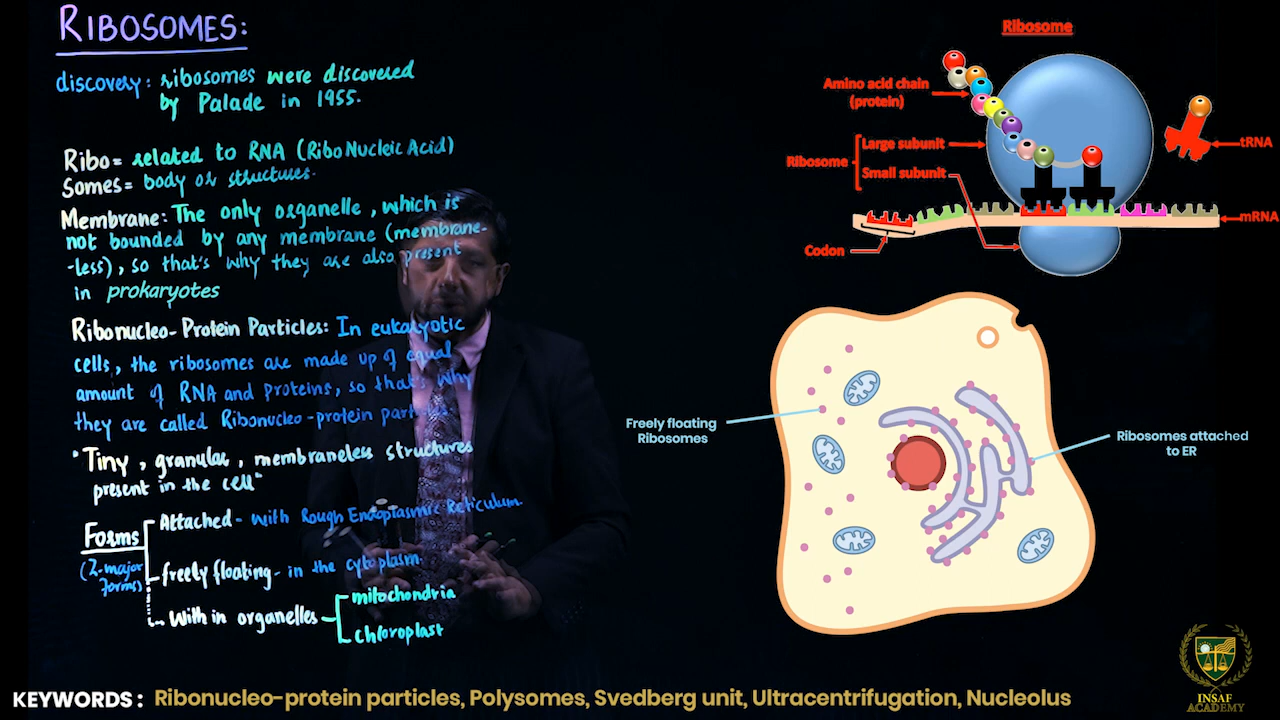 RIBOSOMES:
discovery: ribosomes were discovered
by Palade in 1955.
Ribo = related to RNA (Ribo Nucleic Acid)
Somes = body or structures.
Membrane: The only organelle, which is
not bounded by any membrane (membrane-
-less), so that's why they are also present
in prokaryotes
Ribonucleo-Protein Particles: In eukaryotic
cells, the ribosomes are made up of equal
amount of RNA and proteins, so that's why
they are called Ribonucleo-protein particles.
"Tiny, granular, membraneless structures
present in the cell"
Forms
(2-major
forms)
Attached - with Rough Endoplasmic Reticulum.
freely floating - in the cytoplasm.
With in organelles
mitochondria
chloroplast
Ribosome
Amino acid chain
(protein)
Ribosome
Large subunit
Small subunit
Codon
tRNA
mRNA
Freely floating
Ribosomes
Ribosomes attached
to ER
KEYWORDS: Ribonucleo-protein particles, Polysomes, Svedberg unit, Ultracentrifugation, Nucleolus
INSAF
ACADEMY